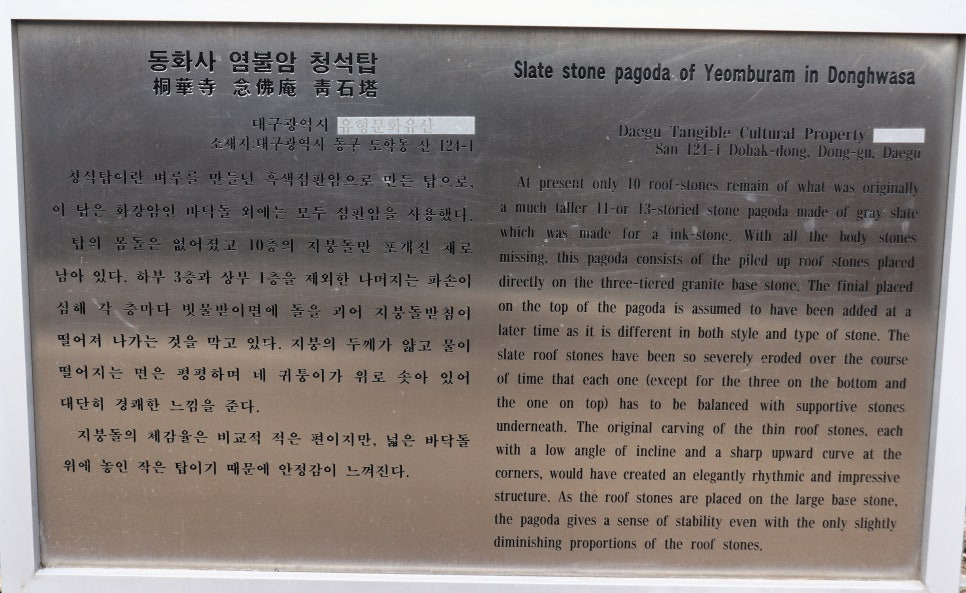 동화사 염불암 청석탑
桐華寺 念佛庵 靑石塔
대구광역시 유형문화유산
소재지:대구광역시 동구 도학동 산 124-1
청석탑이란 벼루를 만들던 흑색점판암으로 만든 탑으로,
이 탑은 화강암인 바닥돌 외에는 모두 점판암을 사용했다.
탑의 몸돌은 없어졌고 10층의 지붕돌만 포개진 채로
남아 있다. 하부 3층과 상부 1층을 제외한 나머지는 파손이
심해 각 층마다 빗물받이면에 돌을 괴어 지붕돌받침이
떨어져 나가는 것을 막고 있다. 지붕의 두께가 얇고 물이
떨어지는 면은 평평하며 네 귀퉁이가 위로 솟아 있어
대단히 경쾌한 느낌을 준다.
지붕돌의 체감율은 비교적 적은 편이지만, 넓은 바닥돌
위에 놓인 작은 탑이기 때문에 안정감이 느껴진다.
Slate stone pagoda of Yeomburam in Donghwasa
Daegu Tangible Cultural Property
San 124-1 Dohak-dong, Dong-gu, Daegu
At present only 10 roof-stones remain of what was originally
a much taller 11-or 13-storied stone pagoda made of gray slate
which was made for a ink-stone. With all the body stones
missing, this pagoda consists of the piled up roof stones placed
directly on the three-tiered granite base stone. The finial placed
on the top of the pagoda is assumed to have been added at a
later time as it is different in both style and type of stone. The
slate roof stones have been so severely eroded over the course
of time that each one (except for the three on the bottom and
the one on top) has to be balanced with supportive stones
underneath. The original carving of the thin roof stones, each
with a low angle of incline and a sharp upward curve at the
corners, would have created an elegantly rhythmic and impressive
structure. As the roof stones are placed on the large base stone,
the pagoda gives a sense of stability even with the only slightly
diminishing proportions of the roof stones.